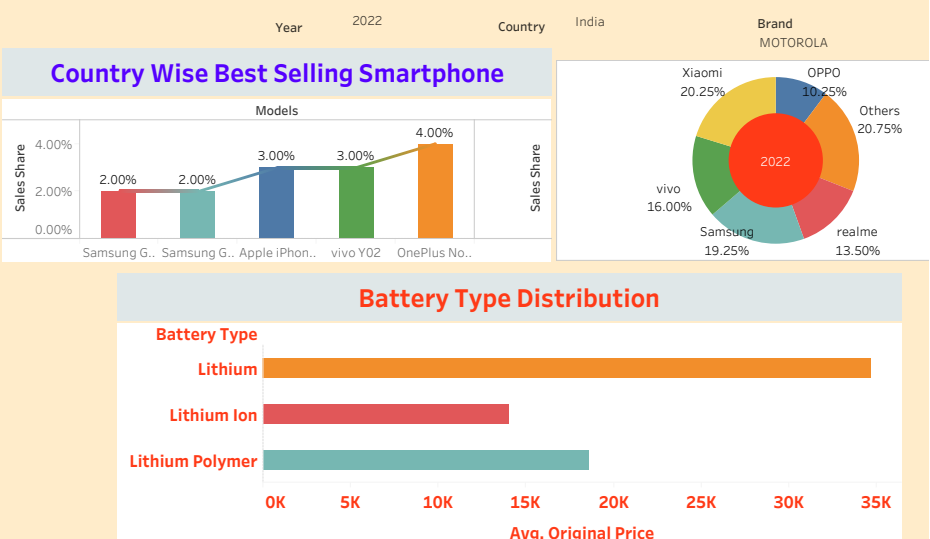 Year
2022
Country
India
Brand
MOTOROLA
Country Wise Best Selling Smartphone
Models
Sales Share
4.00%
2.00%
0.00%
2.00%
2.00%
3.00%
3.00%
4.00%
Samsung G..
Samsung G..
Apple iPhon..
vivo Y02
OnePlus No..
Sales Share
Xiaomi
20.25%
OPPO
10.25%
Others
20.75%
2022
vivo
16.00%
Samsung
19.25%
realme
13.50%
Battery Type Distribution
Battery Type
Lithium
Lithium Ion
Lithium Polymer
0K 5K 10K 15K 20K 25K 30K 35K
Avg. Original Price